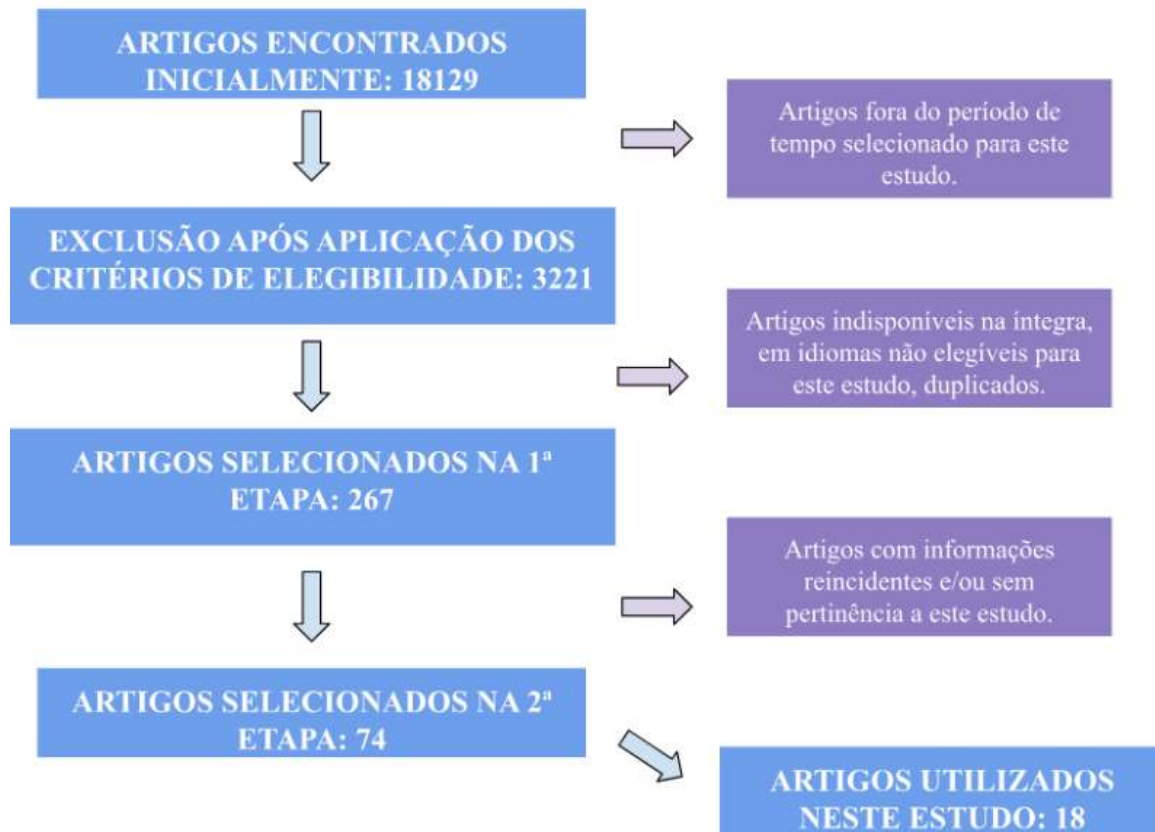 ARTIGOS ENCONTRADOS
INICIALMENTE: 18129
Artigos fora do período de
tempo selecionado para este
estudo.
EXCLUSÃO APÓS APLICAÇÃO DOS
CRITÉRIOS DE ELEGIBILIDADE: 3221
Artigos indisponíveis na íntegra,
em idiomas não elegíveis para
este estudo, duplicados.
ARTIGOS SELECIONADOS NA 1ª
ETAPA: 267
Artigos com informações
reincidentes e/ou sem
pertinência a este estudo.
ARTIGOS SELECIONADOS NA 2ª
ETAPA: 74
ARTIGOS UTILIZADOS
NESTE ESTUDO: 18